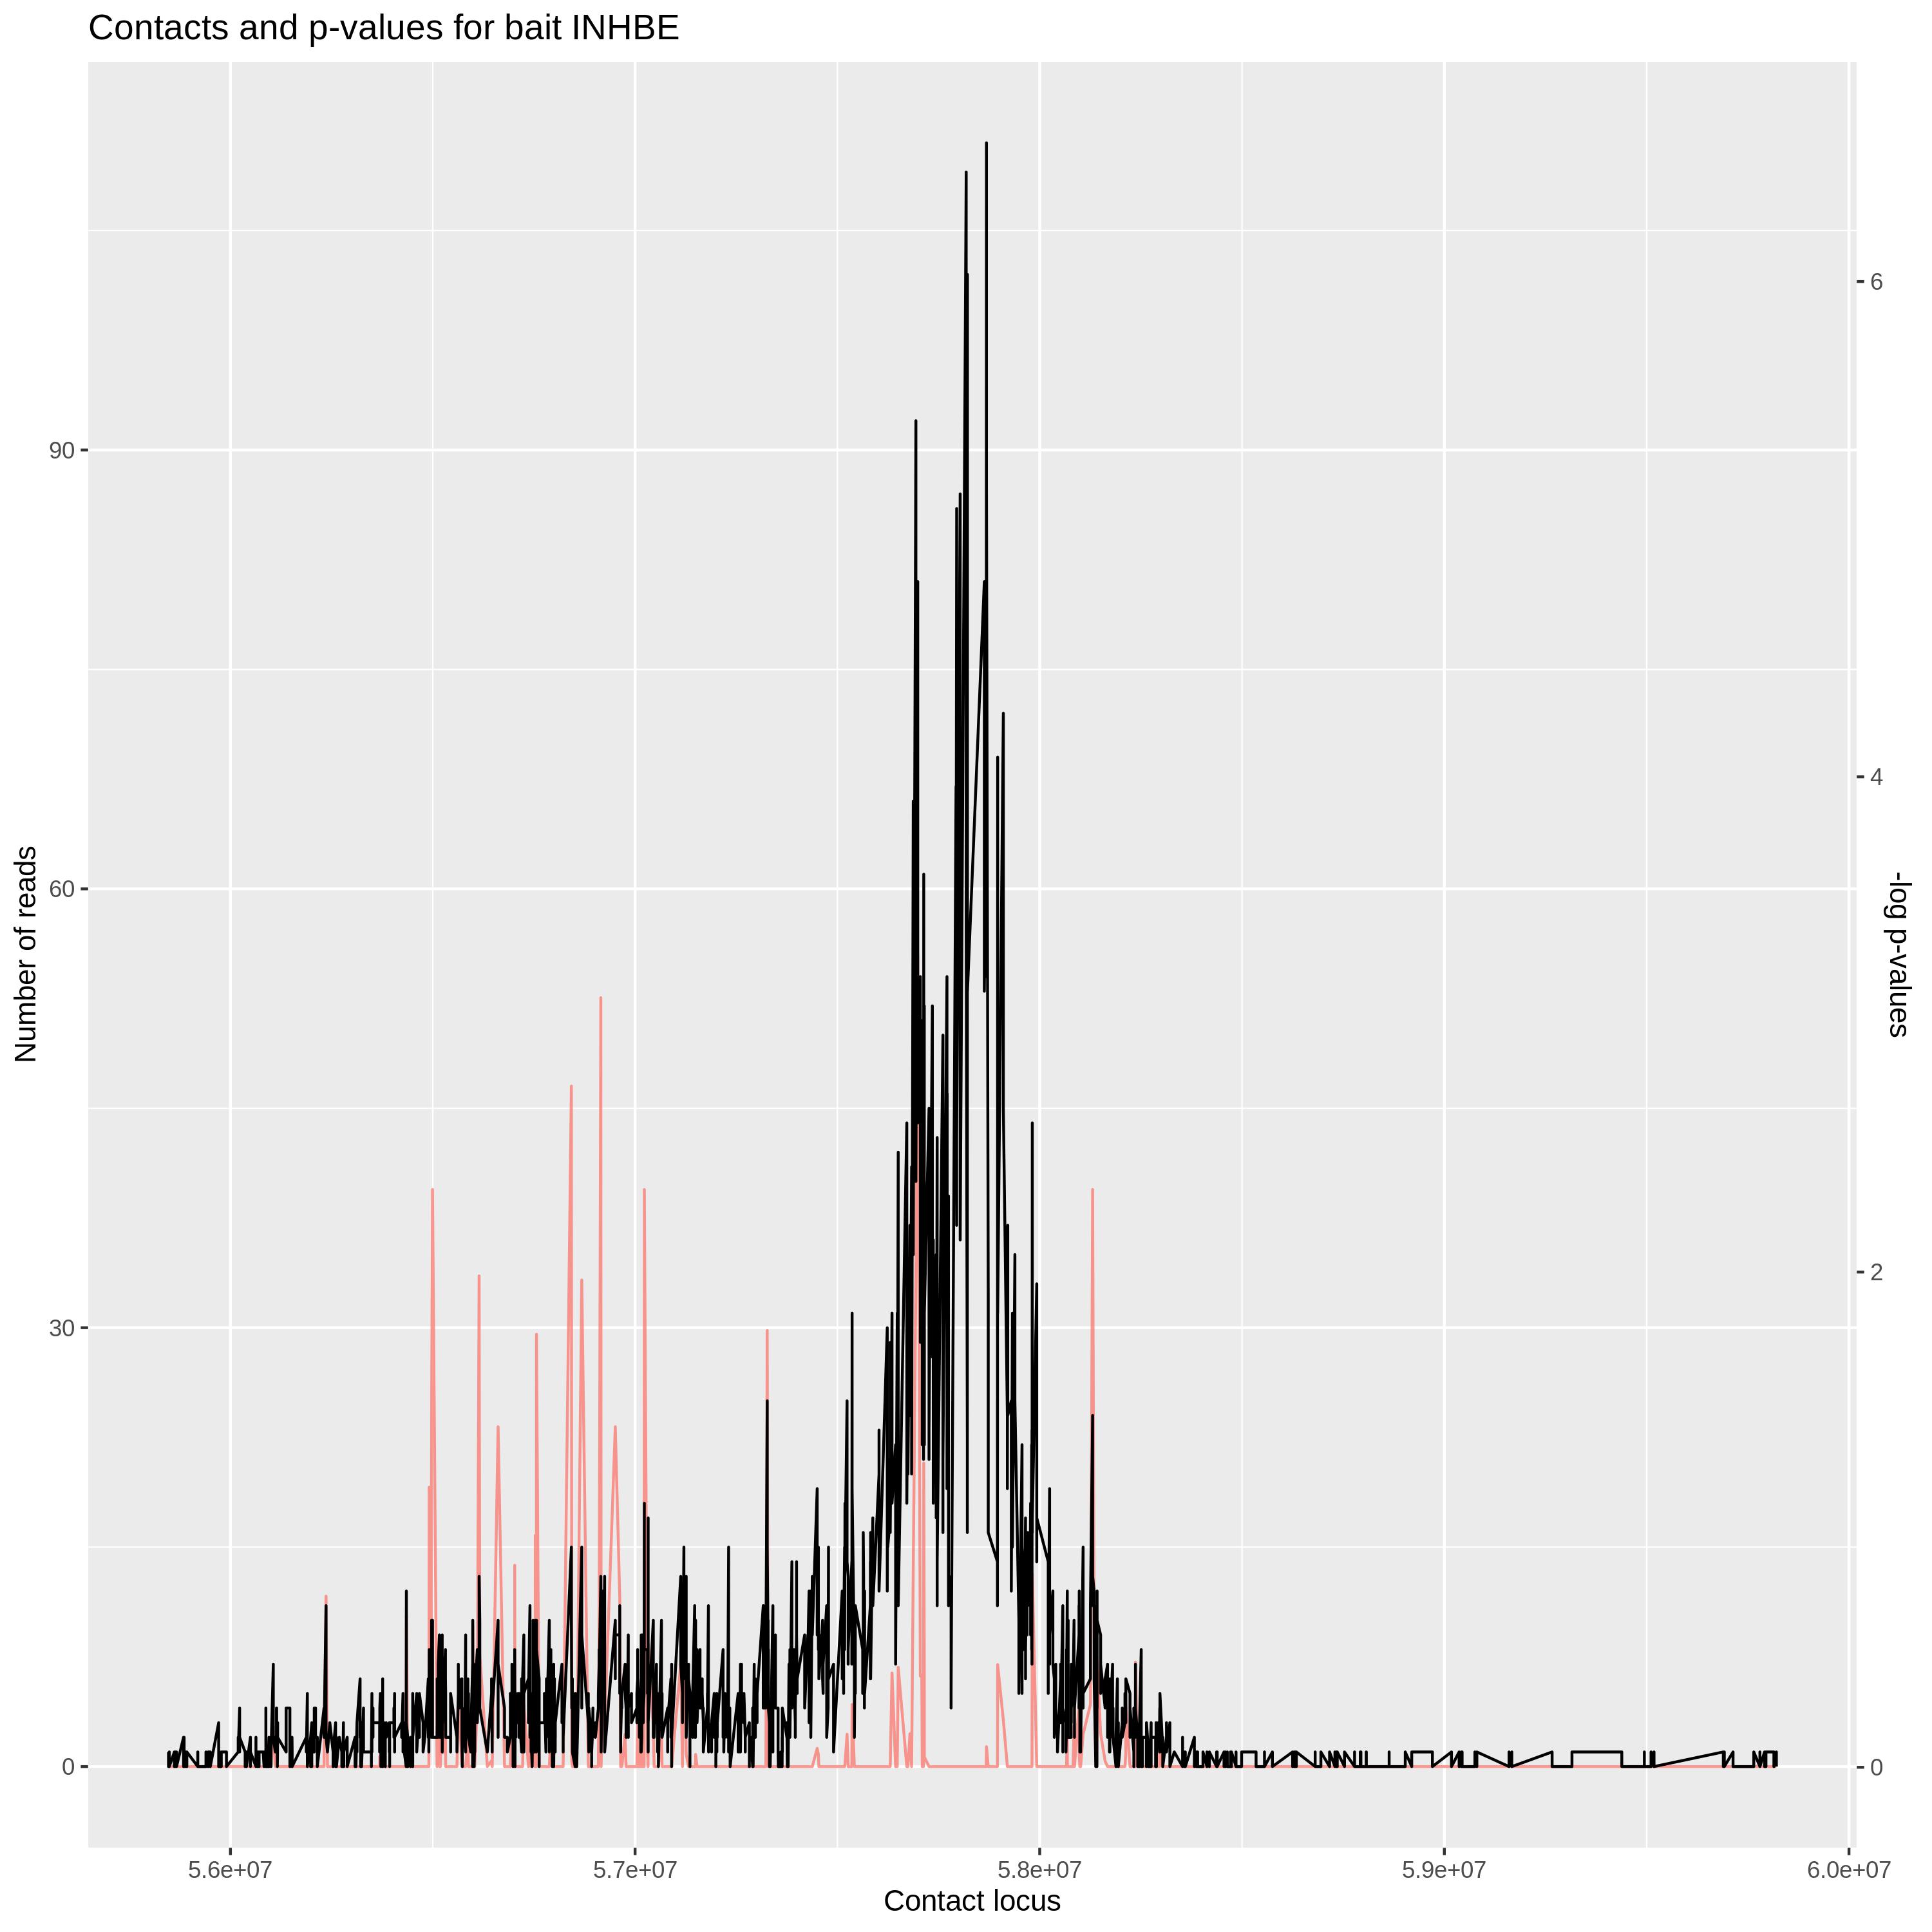 Contacts and p-values for bait INHBE
Number of reads
90
60
30
0
6
4
2
0
-log p-values
5.6e+07
5.7e+07
5.8e+07
5.9e+07
6.0e+07
Contact locus